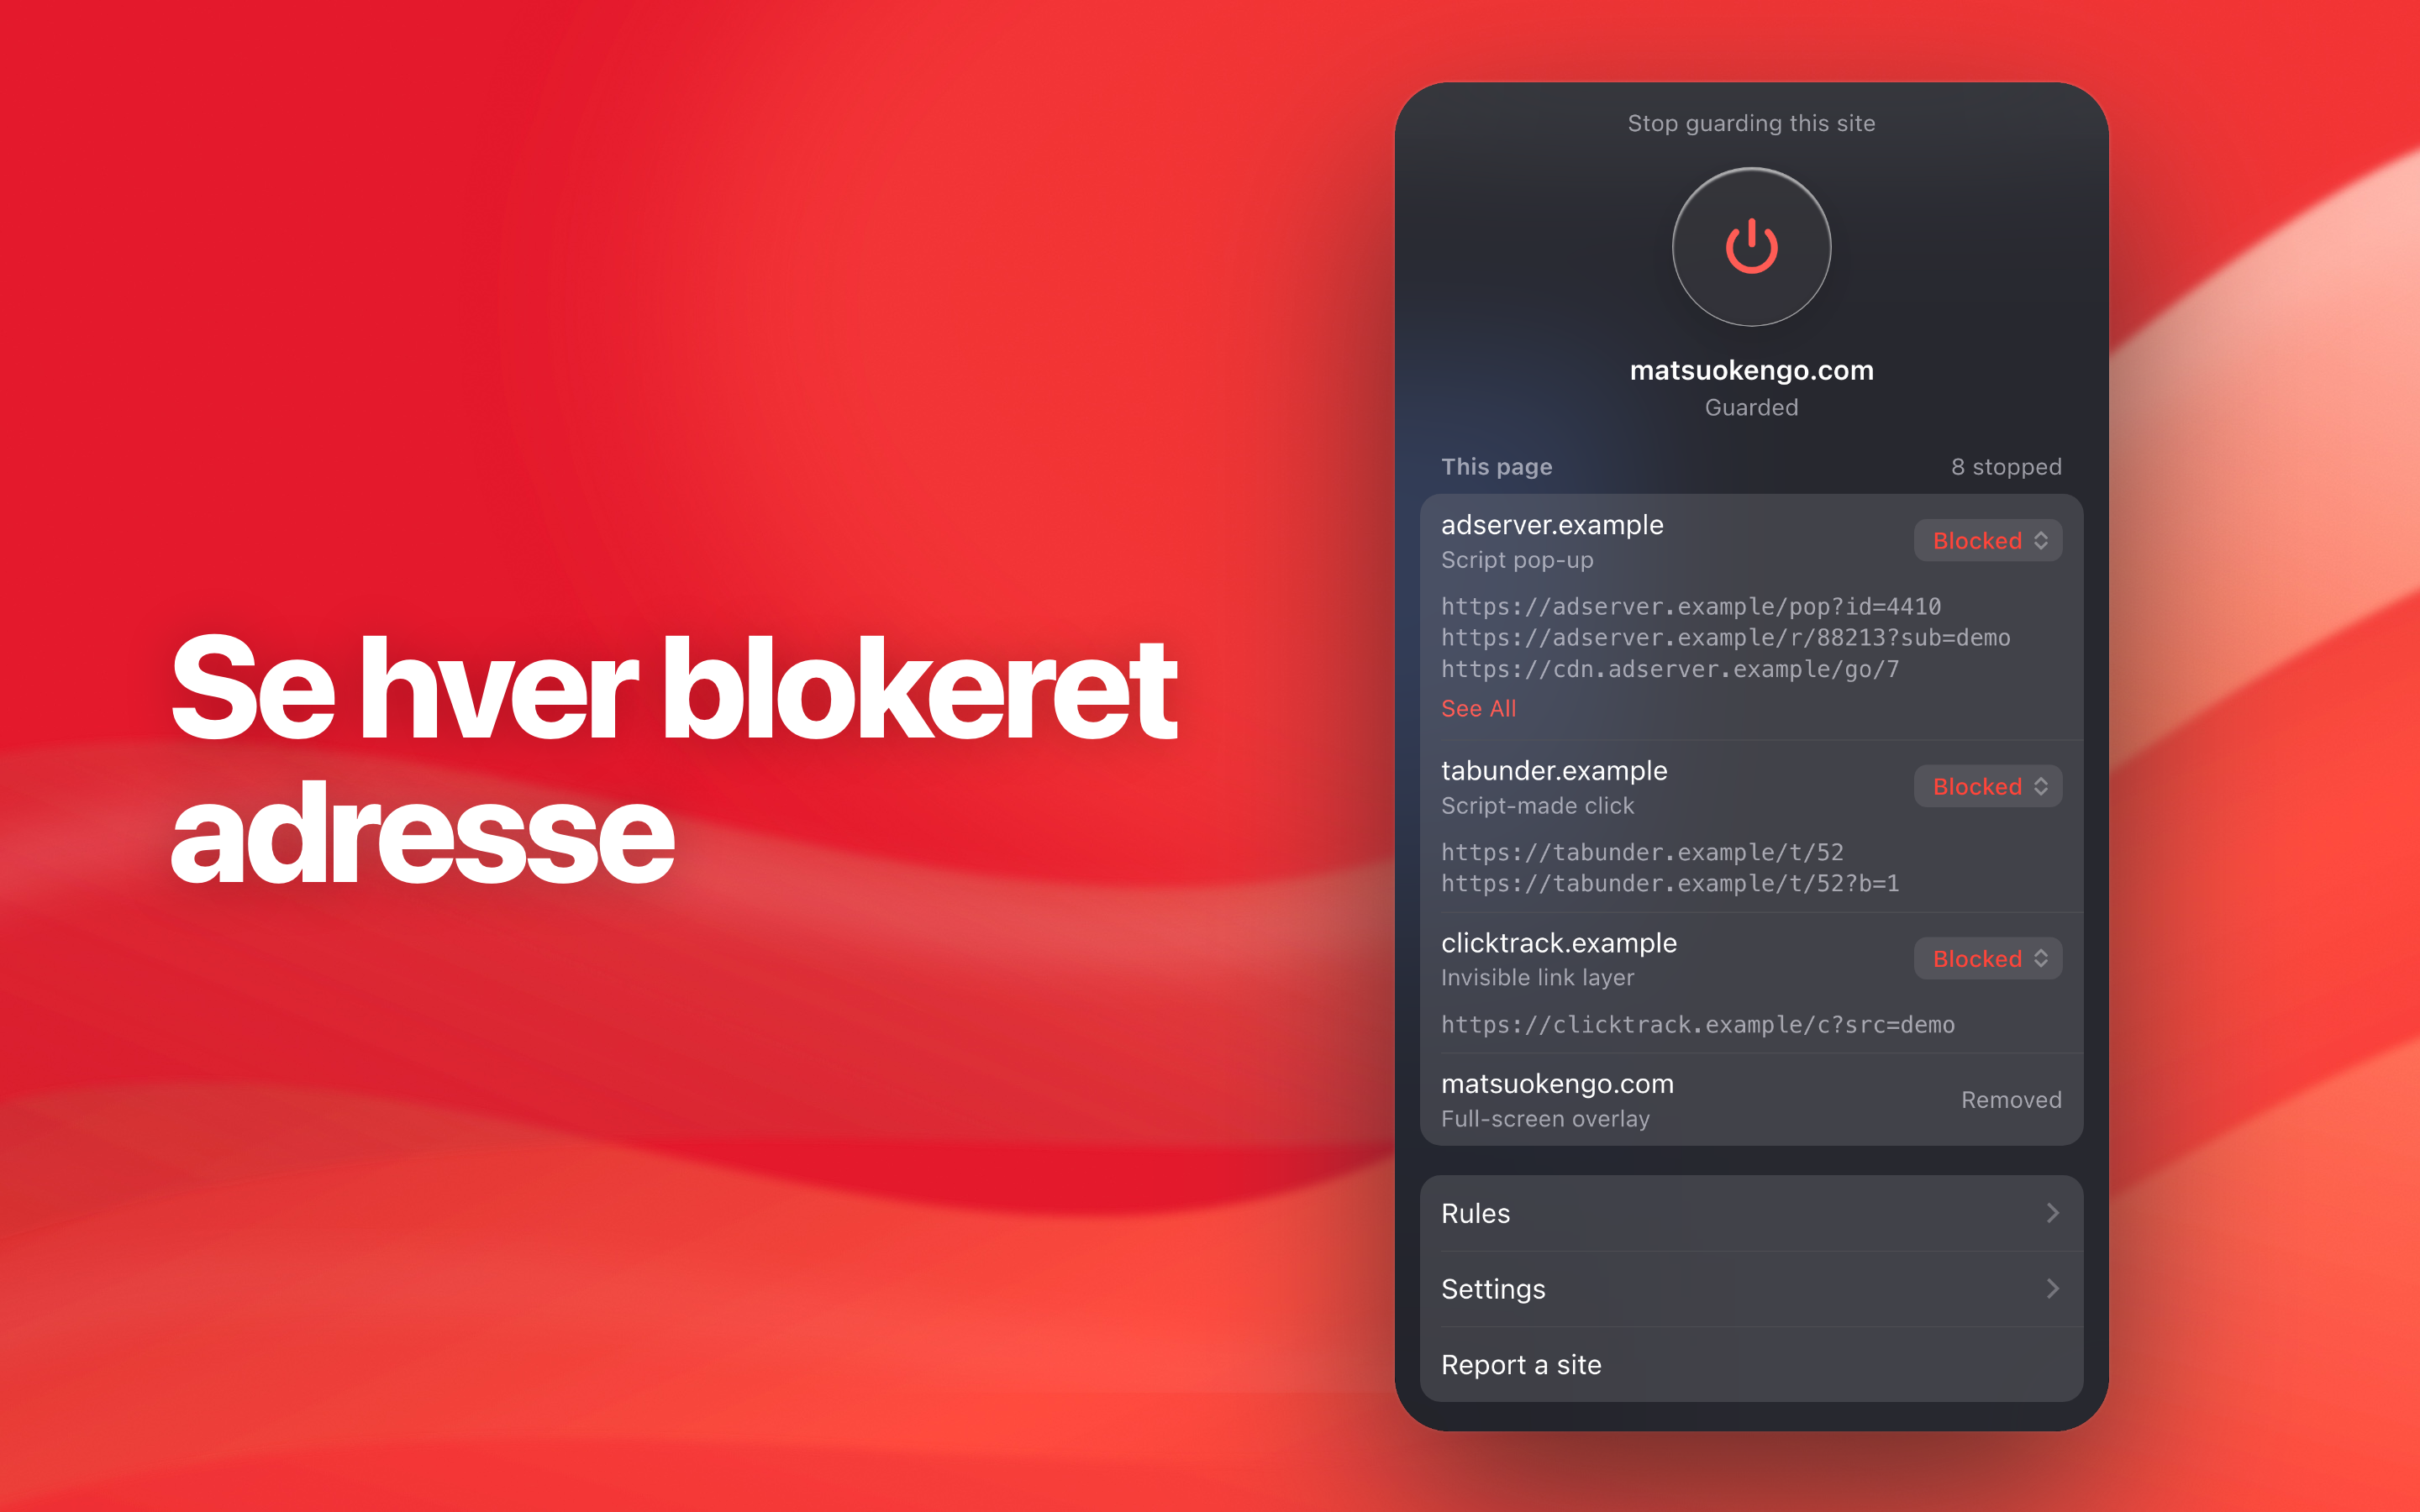 Se hver blokeret
adresse
Stop guarding this site
matsuokengo.com
Guarded
This page
8 stopped
adserver.example
Script pop-up
Blocked
https://adserver.example/pop?id=4410
https://adserver.example/r/88213?sub=demo
https://cdn.adserver.example/go/7
See All
tabunder.example
Script-made click
Blocked
https://tabunder.example/t/52
https://tabunder.example/t/52?b=1
clicktrack.example
Invisible link layer
Blocked
https://clicktrack.example/c?src=demo
matsuokengo.com
Full-screen overlay
Removed
Rules
Settings
Report a site